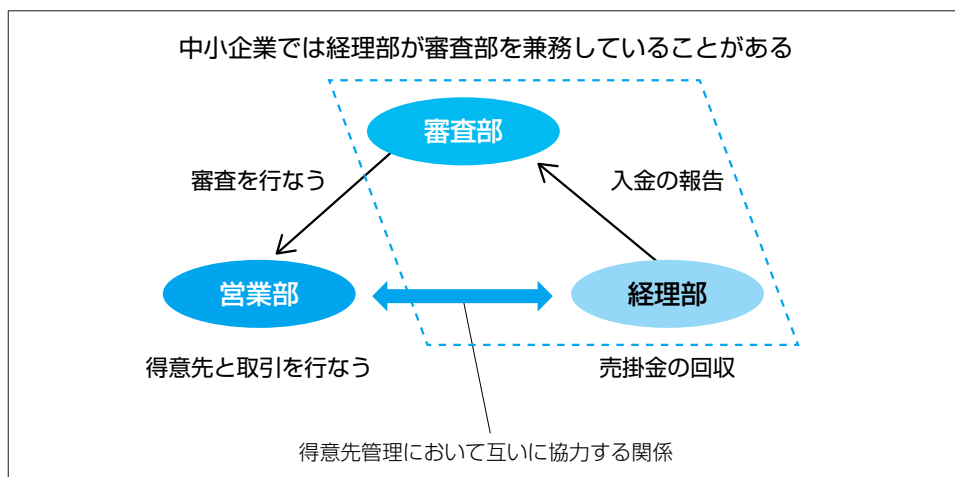 中小企業では経理部が審査部を兼務していることがある
審査部
審査を行なう
入金の報告
営業部
経理部
得意先と取引を行なう
売掛金の回収
得意先管理において互いに協力する関係